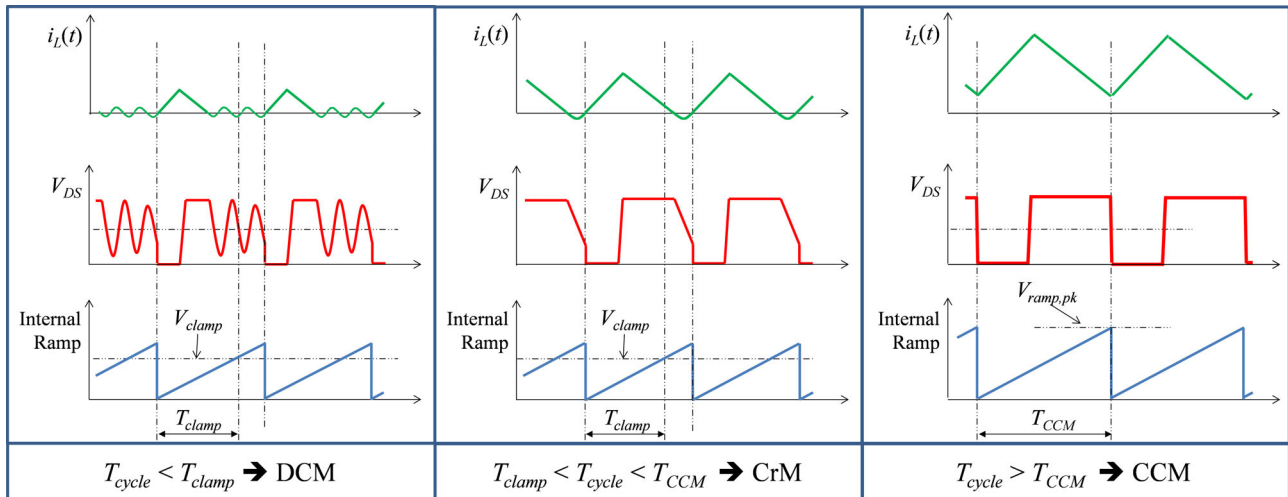 i_L(t)
V_DS
Internal
Ramp
V_clamp
T_clamp
T_cycle < T_clamp ➔ DCM
i_L(t)
V_DS
Internal
Ramp
V_clamp
T_clamp
T_clamp < T_cycle < T_CCM ➔ CrM
i_L(t)
V_DS
Internal
Ramp
V_ramp,pk
T_CCM
T_cycle > T_CCM ➔ CCM